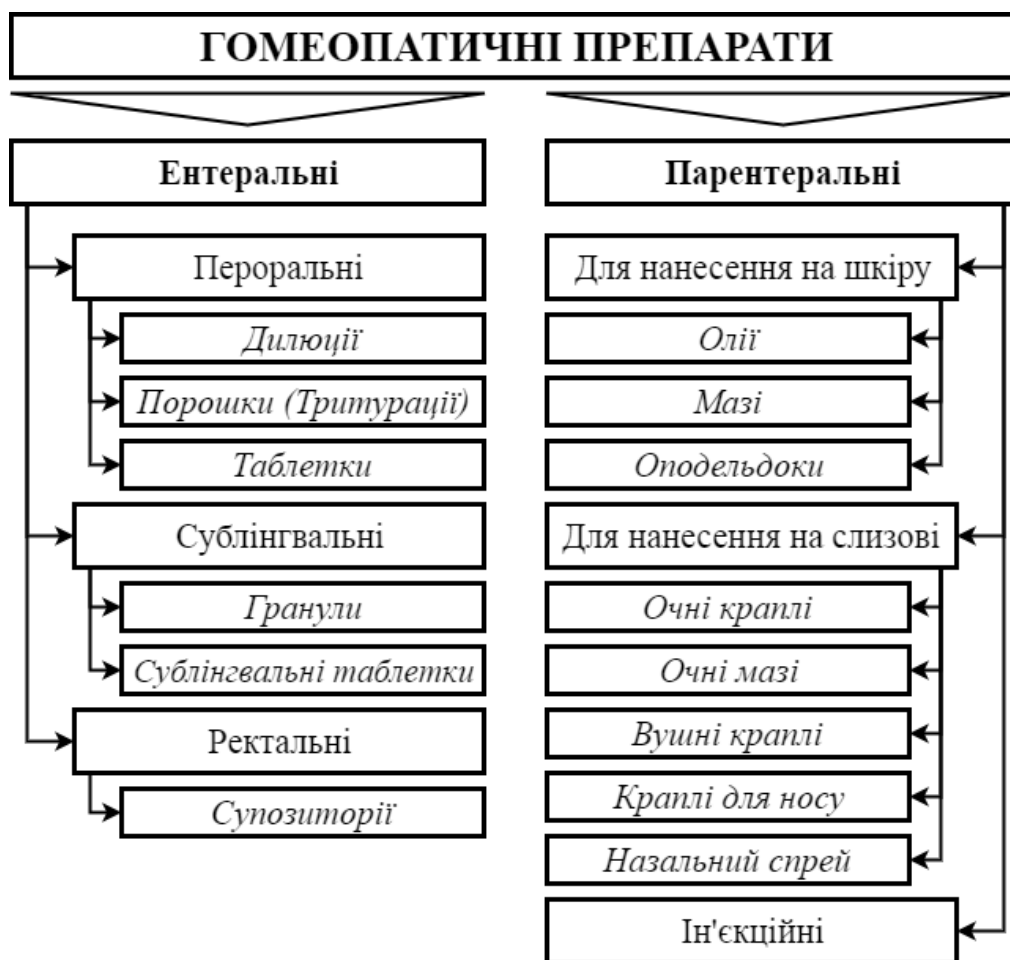 ГОМЕОПАТИЧНІ ПРЕПАРАТИ
Ентеральні
Пероральні
Дилюції
Порошки (Тритурації)
Таблетки
Сублінгвальні
Гранули
Сублінгвальні таблетки
Ректальні
Супозиторії
Парентеральні
Для нанесення на шкіру
Олії
Мазі
Оподельдоки
Для нанесення на слизові
Очні краплі
Очні мазі
Вушні краплі
Краплі для носу
Назальний спрей
Ін'єкційні